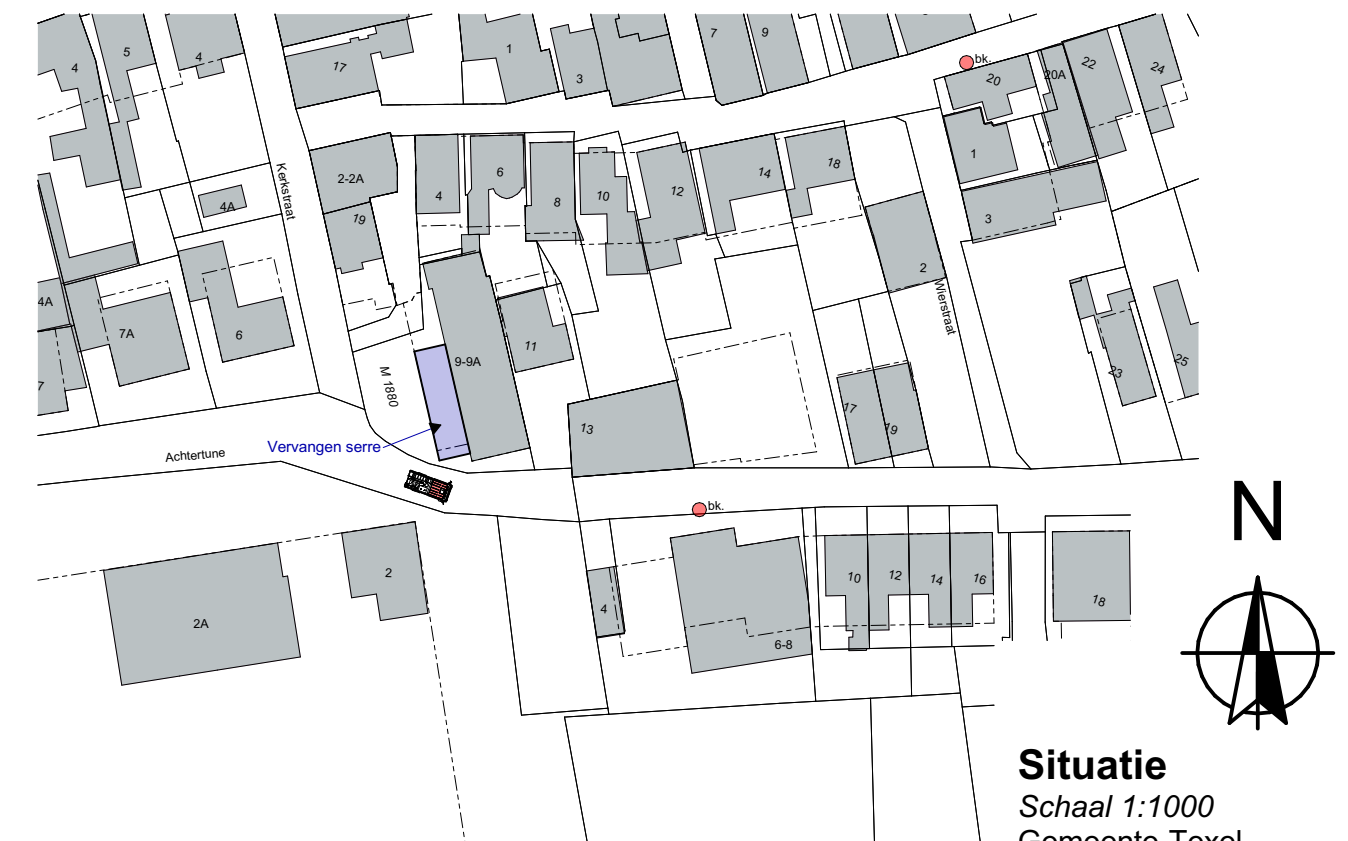 4
5
4
17
1
3
7
9
bk.
20
20A
22
24
Kerkstraat
2-2A
4
6
8
10
12
14
18
1
3
4A
19
2
Wierstraat
4A
7A
6
9-9A
11
M 1880
7
23
25
17
19
13
Vervangen serre
Achtertune
bk.
2
2A
4
6-8
10
12
14
16
18
N
Situatie
Schaal 1:1000
Gemeente Texel